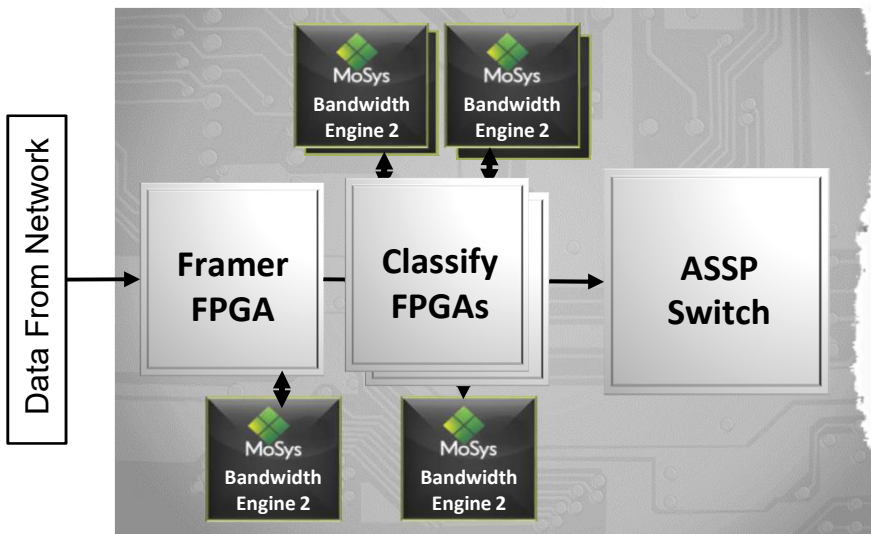 MoSys
Bandwidth
Engine 2
MoSys
Bandwidth
Engine 2
Data From Network
Framer
FPGA
Classify
FPGAs
ASSP
Switch
MoSys
Bandwidth
Engine 2
MoSys
Bandwidth
Engine 2